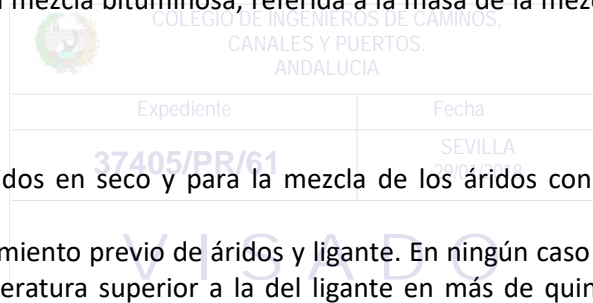 mezcla bituminosa, referida a la masa de la
COLEGIO DE INGENIEROS DE CAMINOS,
CANALES Y PUERTOS.
ANDALUCIA
Expediente Fecha
37405/PR/61 SEVILLA
dos en seco y para la mezcla de los áridos con
VISADO
miento previo de áridos y ligante. En ningún caso
eratura superior a la del ligante en más de